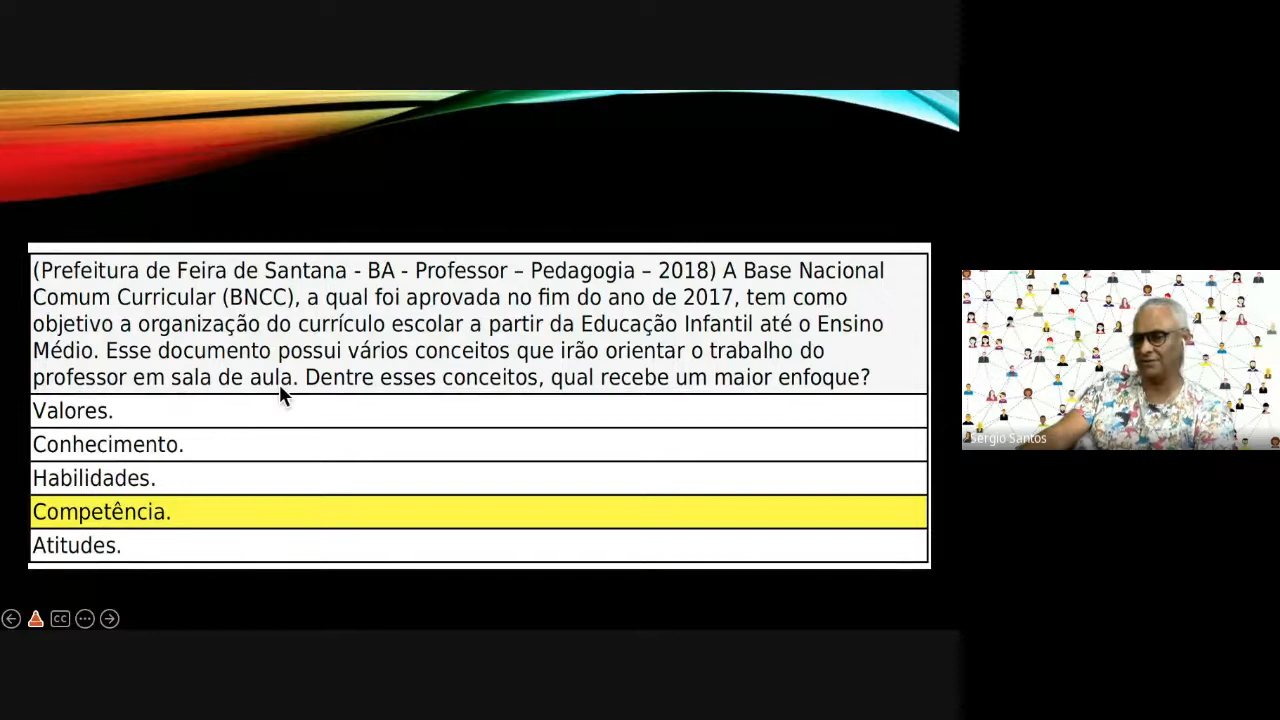 (Prefeitura de Feira de Santana - BA - Professor – Pedagogia – 2018) A Base Nacional
Comum Curricular (BNCC), a qual foi aprovada no fim do ano de 2017, tem como
objetivo a organização do currículo escolar a partir da Educação Infantil até o Ensino
Médio. Esse documento possui vários conceitos que irão orientar o trabalho do
professor em sala de aula. Dentre esses conceitos, qual recebe um maior enfoque?
Valores.
Conhecimento.
Habilidades.
Competência.
Atitudes.
Sergio Santos
CC